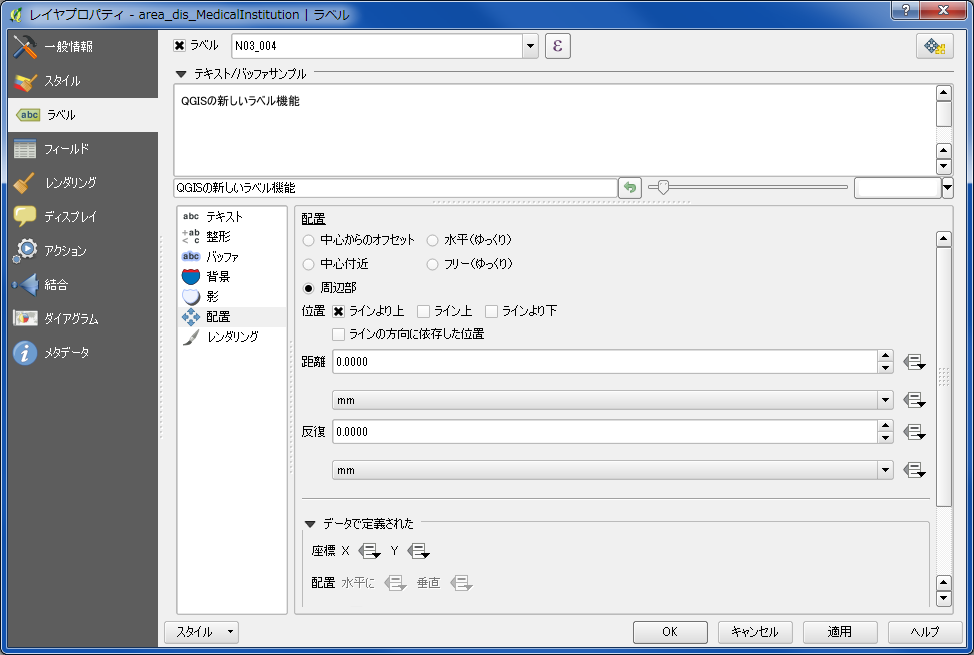 レイヤプロパティ - area_dis_MedicalInstitution | ラベル
一般情報
スタイル
abc ラベル
フィールド
レンダリング
ディスプレイ
アクション
結合
ダイアグラム
メタデータ
ラベル N03_004 ε
テキスト/バッファサンプル
QGISの新しいラベル機能
QGISの新しいラベル機能
abc テキスト
+ab < c 整形
abc バッファ
背景
影
配置
レンダリング
配置
中心からのオフセット 水平(ゆっくり)
中心付近 フリー(ゆっくり)
周辺部
位置 ラインより上 ライン上 ラインより下
ラインの方向に依存した位置
距離 0.0000
mm
反復 0.0000
mm
データで定義された
座標 X Y
配置 水平に 垂直
スタイル OK キャンセル 適用 ヘルプ